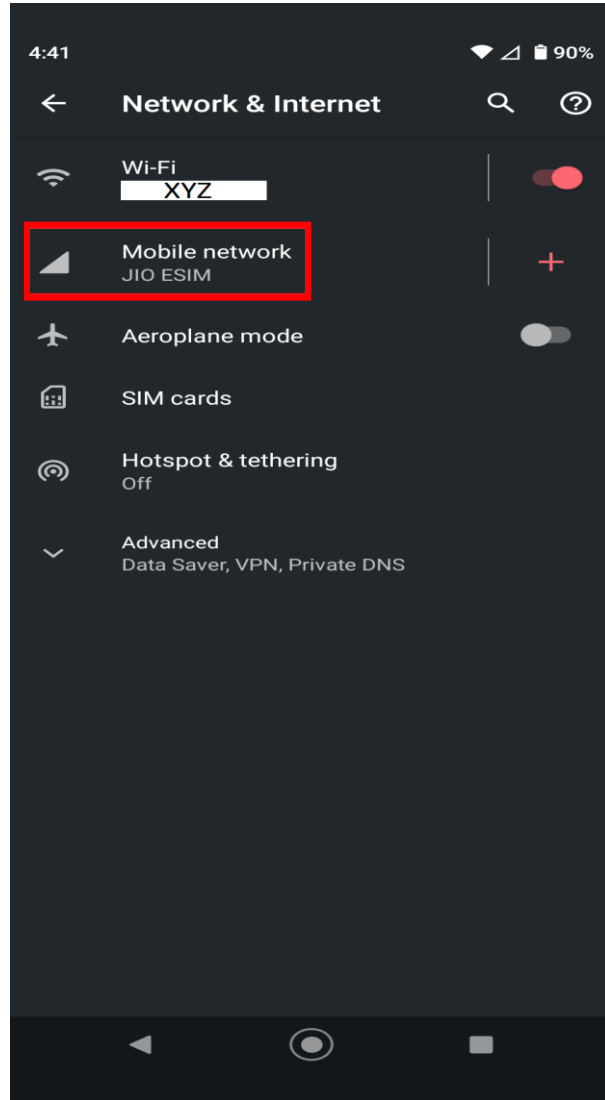 4:41 90%
Network & Internet
Wi-Fi
XYZ
Mobile network
JIO ESIM
Aeroplane mode
SIM cards
Hotspot & tethering
Off
Advanced
Data Saver, VPN, Private DNS